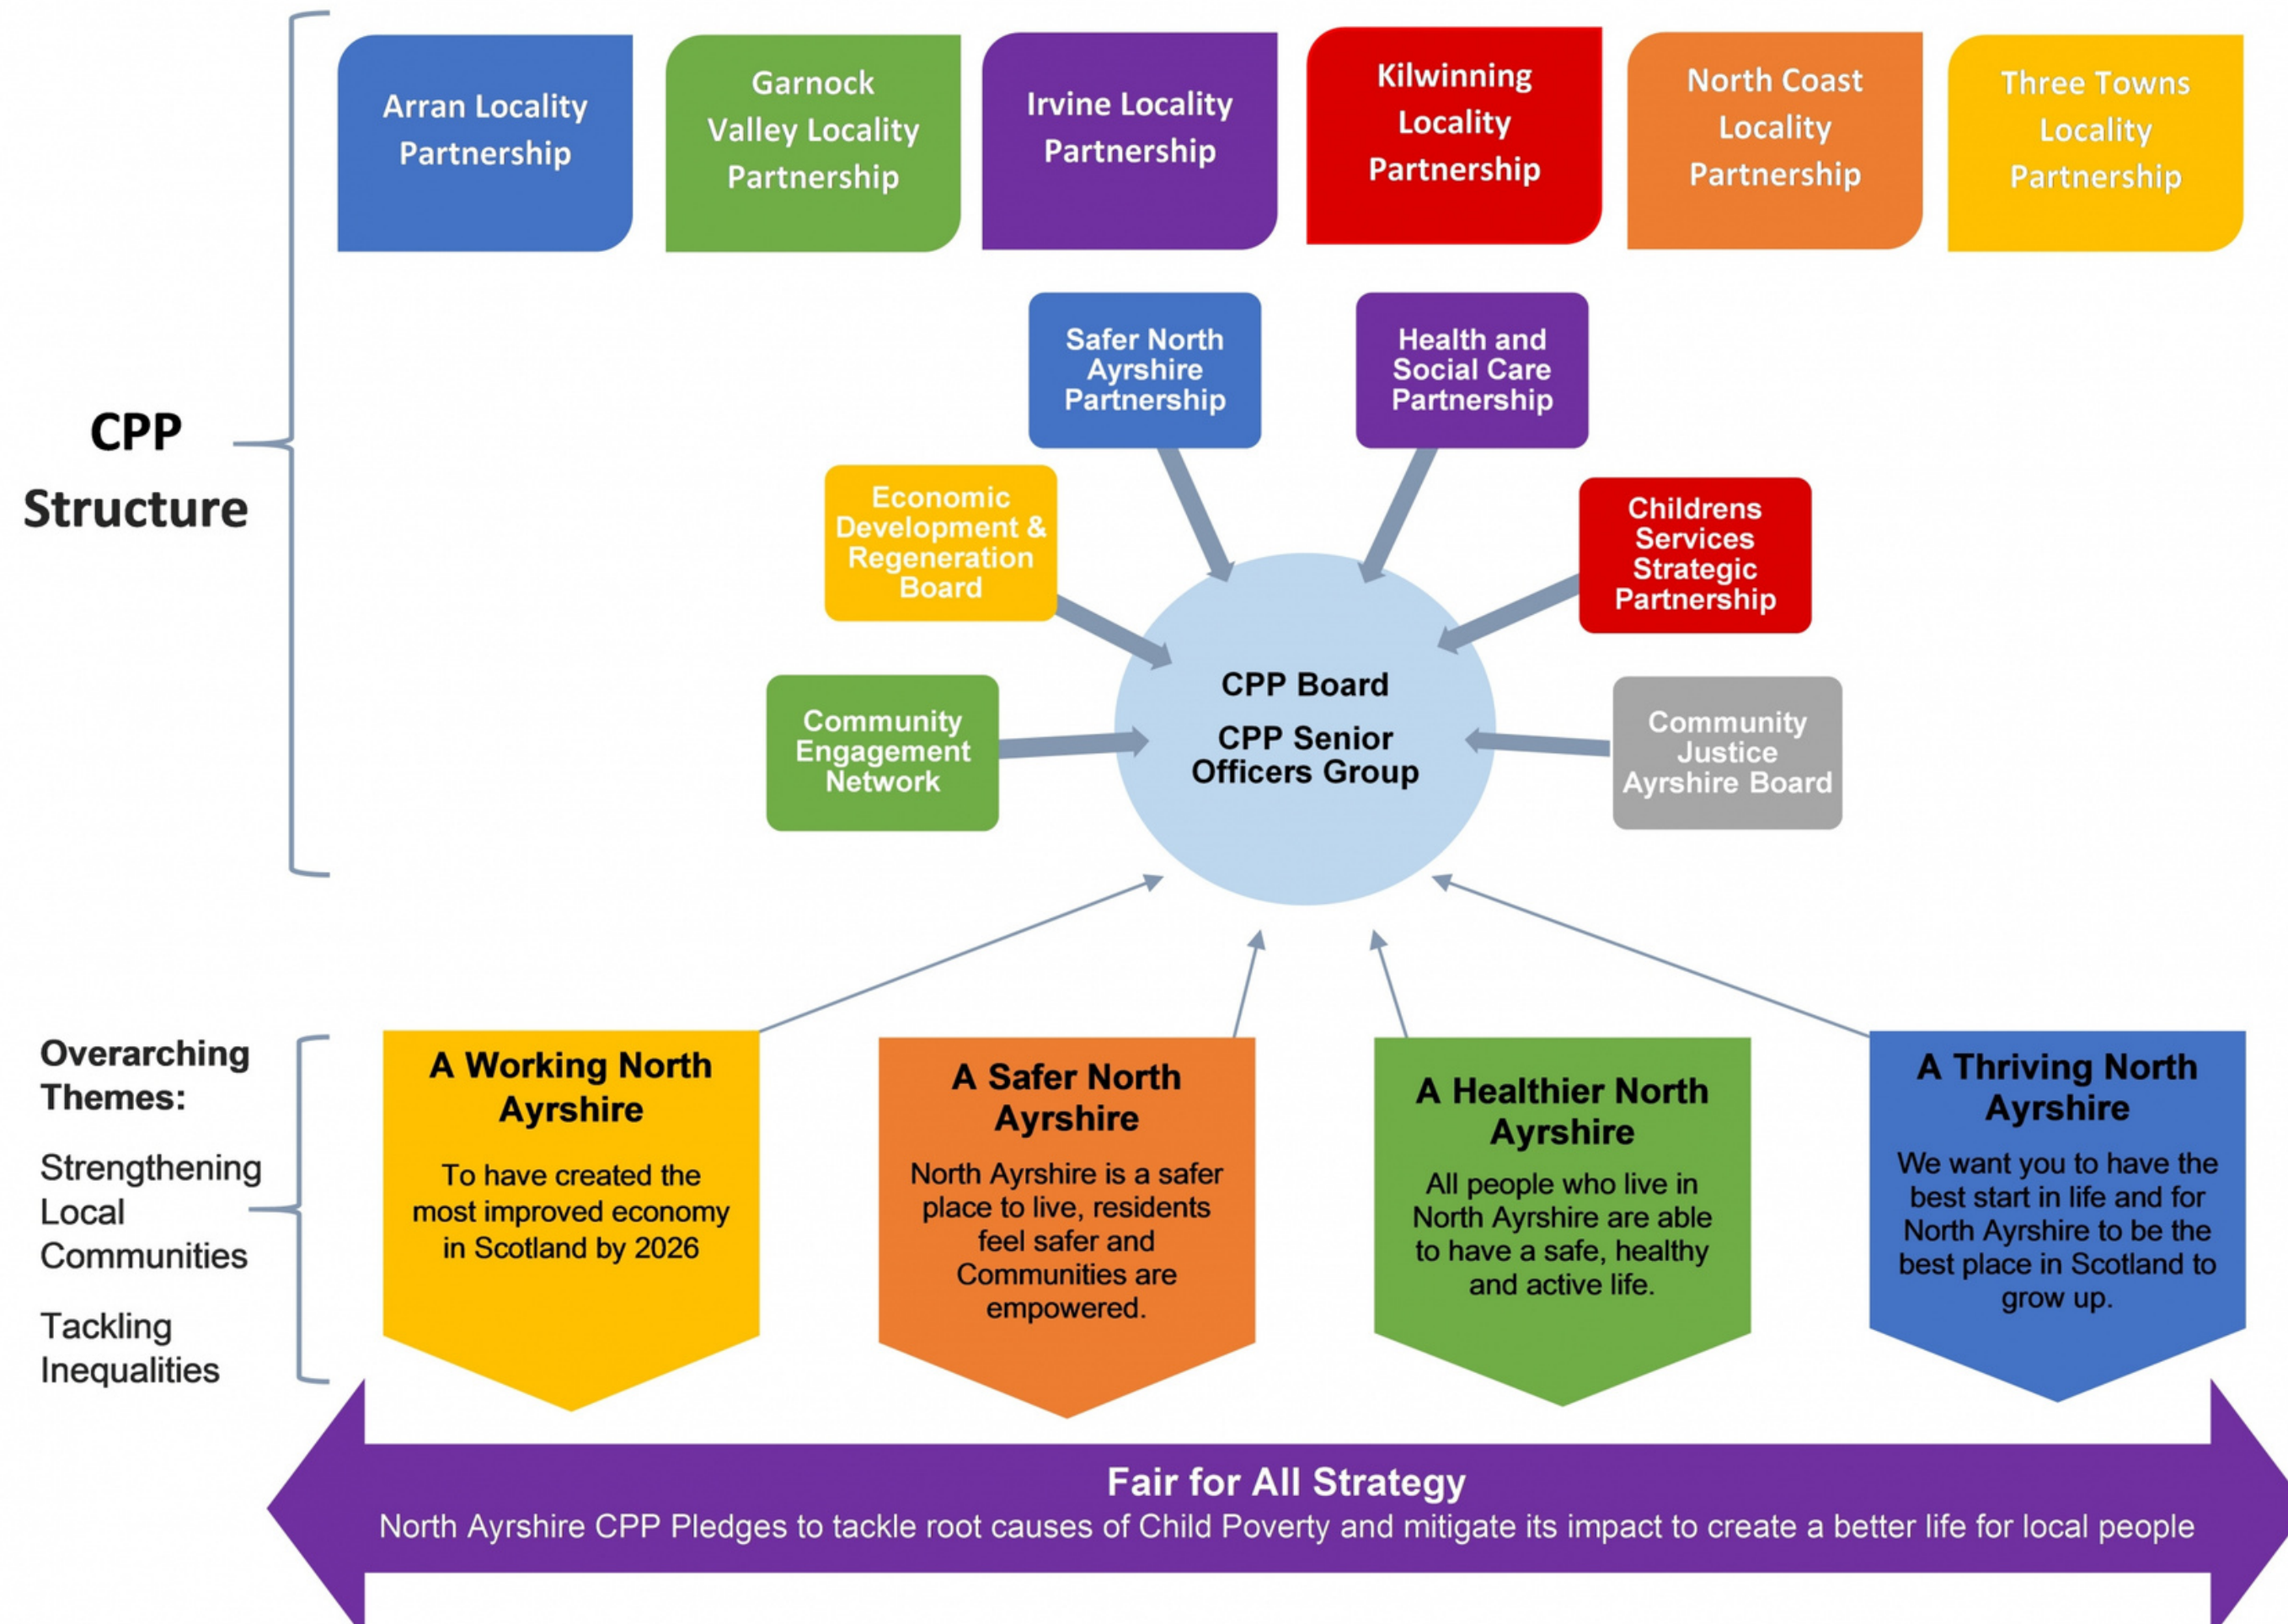 Arran Locality
Partnership
Garnock
Valley Locality
Partnership
Irvine Locality
Partnership
Kilwinning
Locality
Partnership
North Coast
Locality
Partnership
Three Towns
Locality
Partnership
CPP
Structure
Safer North
Ayrshire
Partnership
Health and
Social Care
Partnership
Economic
Development &
Regeneration
Board
Childrens
Services
Strategic
Partnership
Community
Engagement
Network
CPP Board
CPP Senior
Officers Group
Community
Justice
Ayrshire Board
Overarching
Themes:
Strengthening
Local
Communities
Tackling
Inequalities
A Working North
Ayrshire
To have created the
most improved economy
in Scotland by 2026
A Safer North
Ayrshire
North Ayrshire is a safer
place to live, residents
feel safer and
Communities are
empowered.
A Healthier North
Ayrshire
All people who live in
North Ayrshire are able
to have a safe, healthy
and active life.
A Thriving North
Ayrshire
We want you to have the
best start in life and for
North Ayrshire to be the
best place in Scotland to
grow up.
Fair for All Strategy
North Ayrshire CPP Pledges to tackle root causes of Child Poverty and mitigate its impact to create a better life for local people